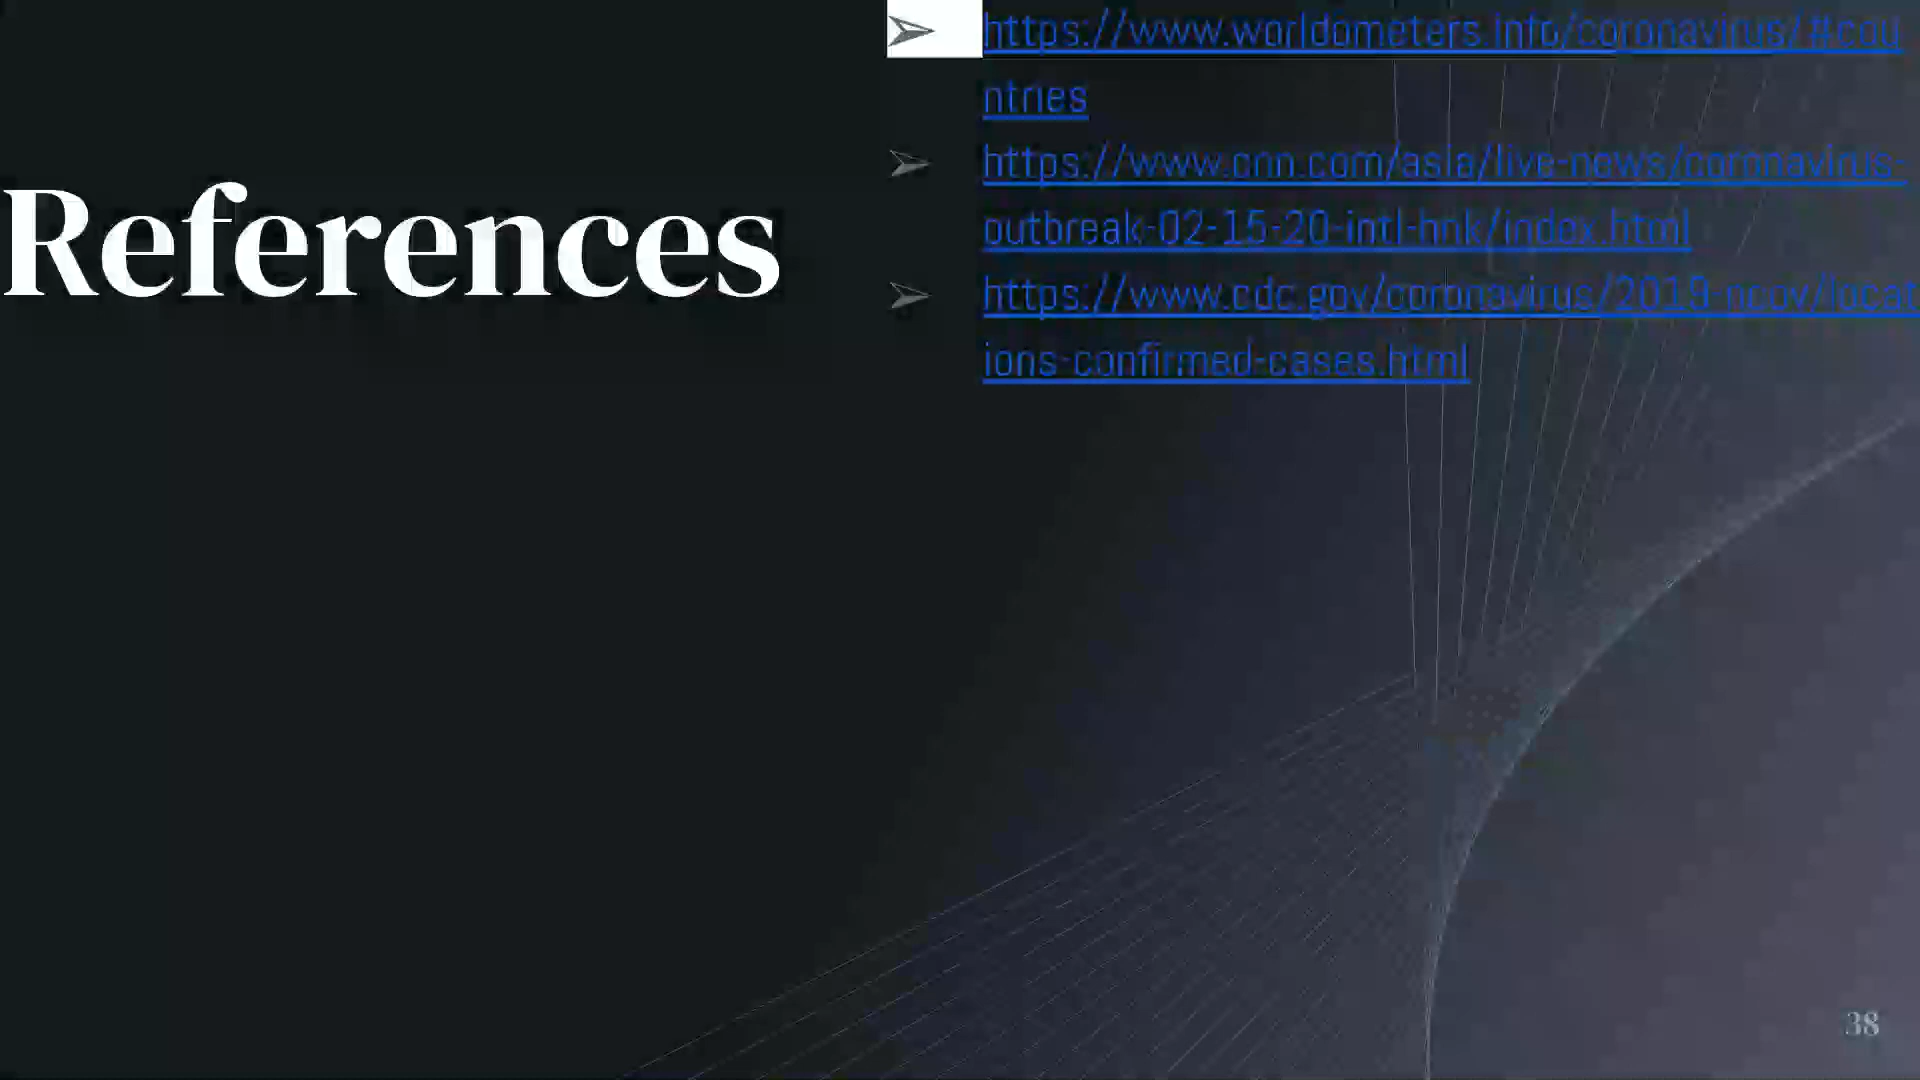 References
https://www.worldometers.info/coronavirus/#cou
ntries
https://www.cnn.com/asia/live-news/coronavirus-
outbreak-02-15-20-intl-hnk/index.html
https://www.cdc.gov/coronavirus/2019-ncov/locat
ions-confirmed-cases.html
38